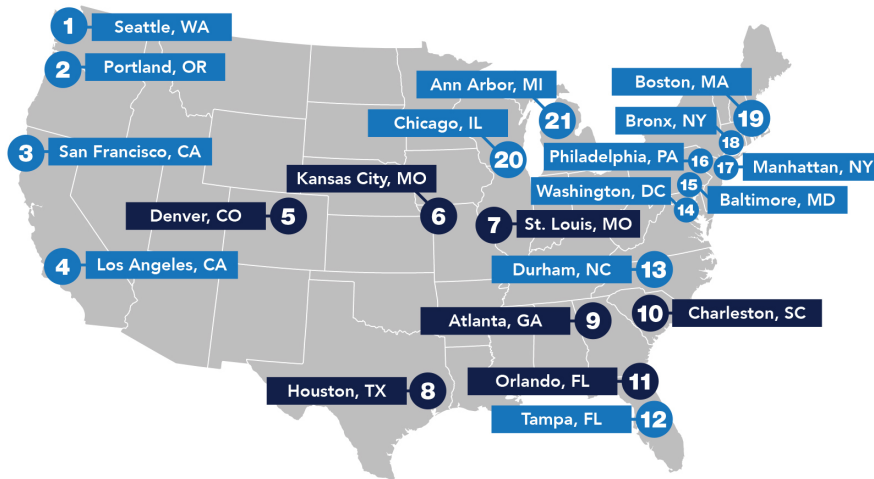 1 Seattle, WA
2 Portland, OR
3 San Francisco, CA
4 Los Angeles, CA
Denver, CO 5
Kansas City, MO
6
7 St. Louis, MO
Houston, TX 8
Atlanta, GA 9
10 Charleston, SC
Orlando, FL 11
Tampa, FL 12
Durham, NC 13
Washington, DC 14
15 Baltimore, MD
Philadelphia, PA 16
17 Manhattan, NY
Bronx, NY 18
Boston, MA 19
Chicago, IL 20
Ann Arbor, MI 21